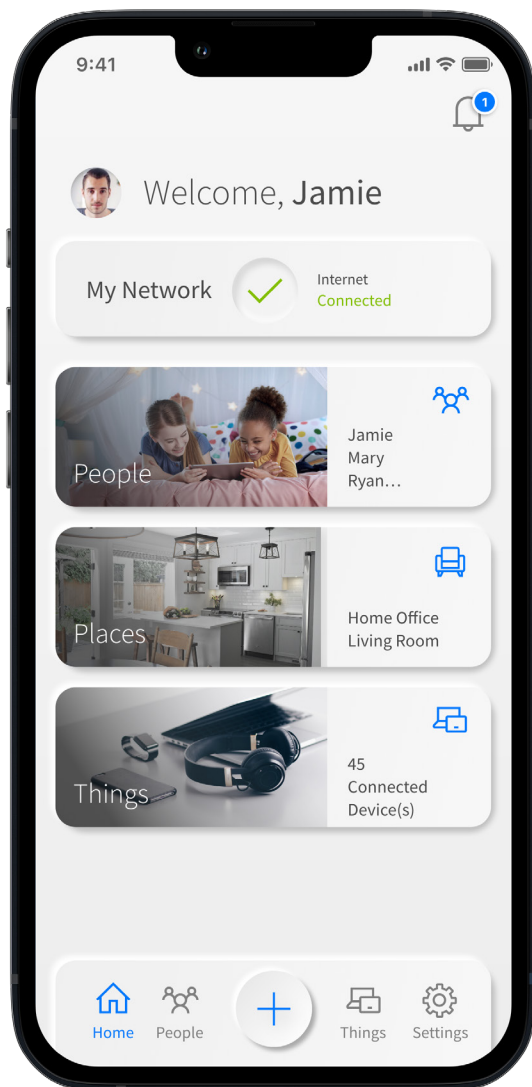 9:41
1
Welcome, Jamie
My Network
Internet
Connected
People
Jamie
Mary
Ryan...
Places
Home Office
Living Room
Things
45
Connected
Device(s)
Home
People
Things
Settings